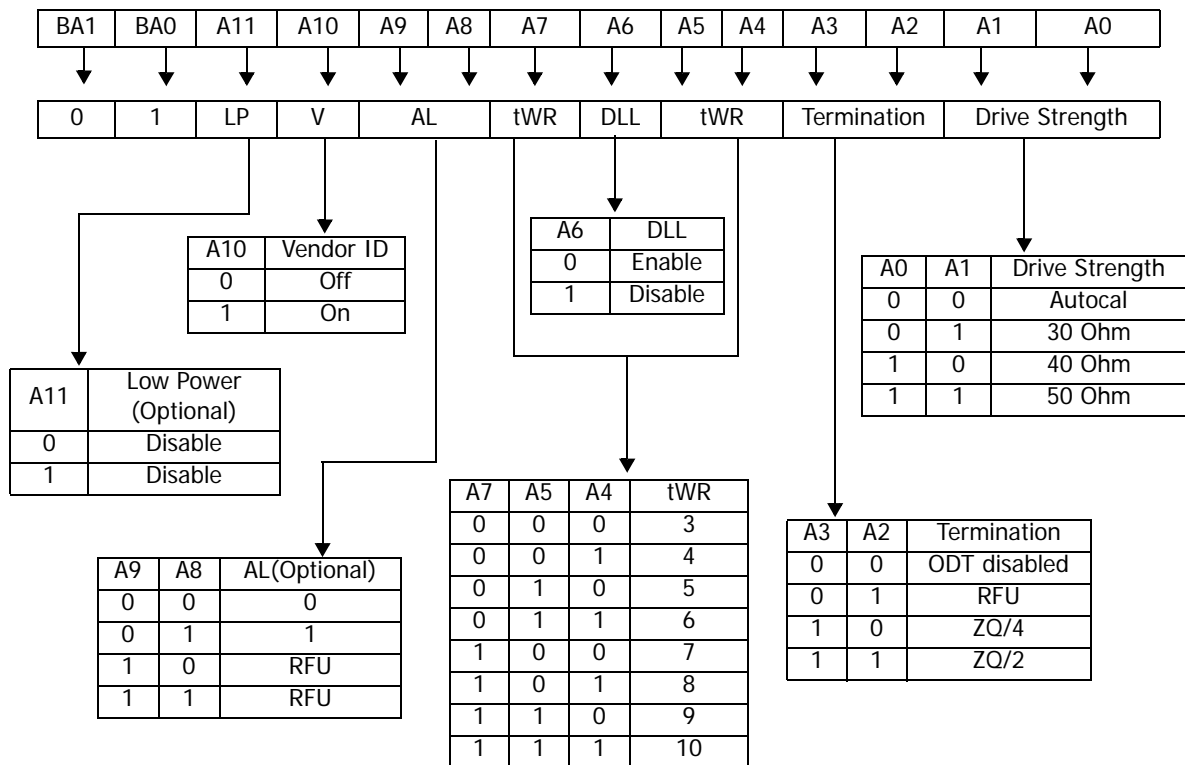 BA1 BA0 A11 A10 A9 A8 A7 A6 A5 A4 A3 A2 A1 A0
0 1 LP V AL tWR DLL tWR Termination Drive Strength
A10 Vendor ID
0 Off
1 On
A6 DLL
0 Enable
1 Disable
A0 A1 Drive Strength
0 0 Autocal
0 1 30 Ohm
1 0 40 Ohm
1 1 50 Ohm
A11 Low Power
(Optional)
0 Disable
1 Disable
A9 A8 AL(Optional)
0 0 0
0 1 1
1 0 RFU
1 1 RFU
A7 A5 A4 tWR
0 0 0 3
0 0 1 4
0 1 0 5
0 1 1 6
1 0 0 7
1 0 1 8
1 1 0 9
1 1 1 10
A3 A2 Termination
0 0 ODT disabled
0 1 RFU
1 0 ZQ/4
1 1 ZQ/2